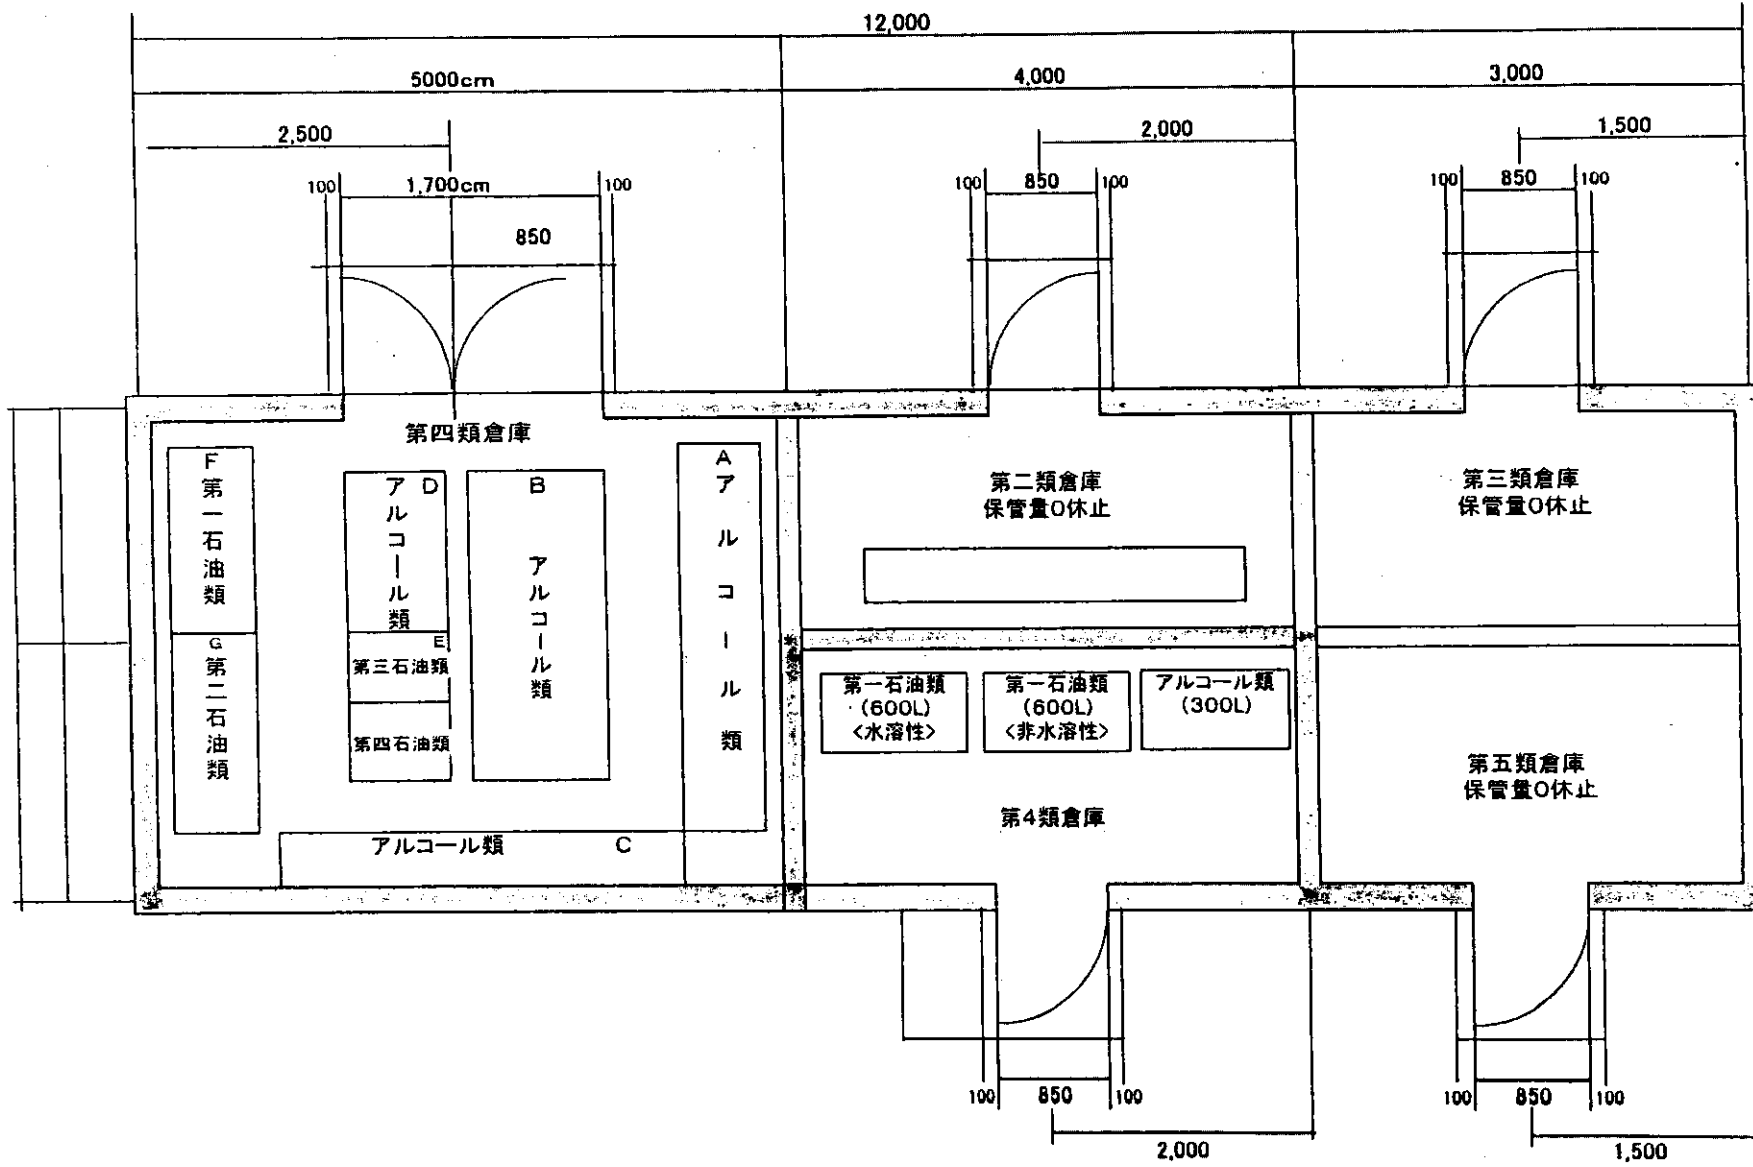 12,000
5000cm
4,000
3,000
2,500
2,000
1,500
100
1,700cm
100
100
850
100
100
850
100
850
第四類倉庫
F
第一石油類
G
第二石油類
D
アルコール類
E
第三石油類
第四石油類
B
アルコール類
A
アルコール類
アルコール類 C
第二類倉庫
保管量0休止
第三類倉庫
保管量0休止
第一石油類
(600L)
<水溶性>
第一石油類
(600L)
<非水溶性>
アルコール類
(300L)
第4類倉庫
第五類倉庫
保管量0休止
100
850
100
100
850
100
2,000
1,500